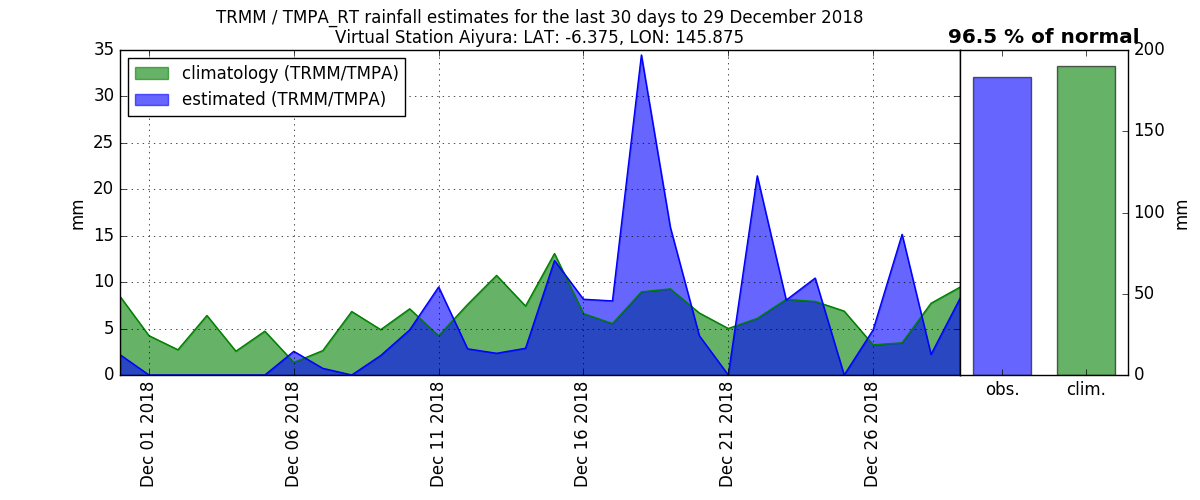 TRMM / TMPA_RT rainfall estimates for the last 30 days to 29 December 2018
Virtual Station Aiyura: LAT: -6.375, LON: 145.875
96.5 % of normal
climatology (TRMM/TMPA)
estimated (TRMM/TMPA)
35
30
25
20
15
10
5
0
mm
Dec 01 2018
Dec 06 2018
Dec 11 2018
Dec 16 2018
Dec 21 2018
Dec 26 2018
obs.
clim.
200
150
100
50
0
mm